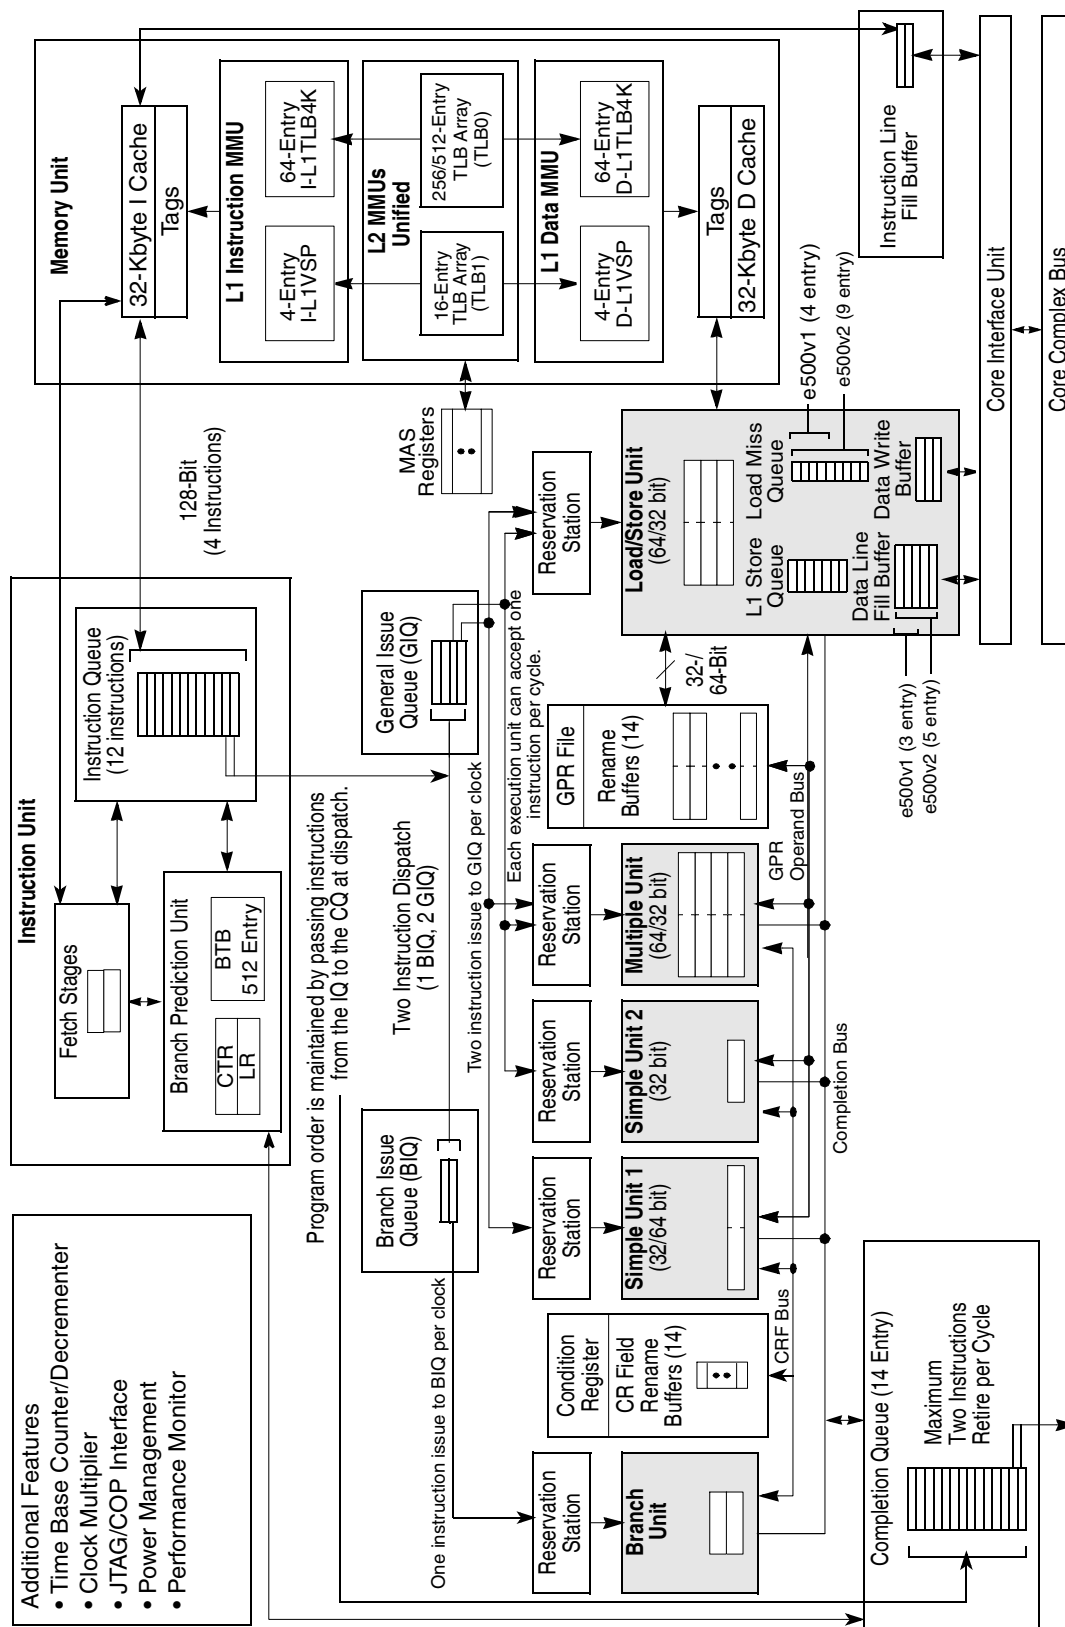 Additional Features
• Time Base Counter/Decrementer
• Clock Multiplier
• JTAG/COP Interface
• Power Management
• Performance Monitor
Instruction Unit
Fetch Stages
Branch Prediction Unit
CTR
LR
BTB
512 Entry
Instruction Queue
(12 instructions)
128-Bit
(4 Instructions)
Memory Unit
32-Kbyte I Cache
Tags
L1 Instruction MMU
4-Entry
I-L1VSP
64-Entry
I-L1TLB4K
L2 MMUs
Unified
16-Entry
TLB Array
(TLB1)
256/512-Entry
TLB Array
(TLB0)
L1 Data MMU
4-Entry
D-L1VSP
64-Entry
D-L1TLB4K
Tags
32-Kbyte D Cache
MAS
Registers
Program order is maintained by passing instructions
from the IQ to the CQ at dispatch.
Branch Issue
Queue (BIQ)
Two Instruction Dispatch
(1 BIQ, 2 GIQ)
General Issue
Queue (GIQ)
One instruction issue to BIQ per clock
Two instruction issue to GIQ per clock
Each execution unit can accept one
instruction per cycle.
Reservation
Station
Reservation
Station
Reservation
Station
Reservation
Station
Reservation
Station
Branch
Unit
Condition
Register
CR Field
Rename
Buffers (14)
CRF Bus
Simple Unit 1
(32/64 bit)
Simple Unit 2
(32 bit)
Multiple Unit
(64/32 bit)
GPR File
Rename
Buffers (14)
GPR
Operand Bus
Completion Bus
32-/
64-Bit
Load/Store Unit
(64/32 bit)
L1 Store
Queue
Load Miss
Queue
Data Line
Fill Buffer
Data Write
Buffer
e500v1 (4 entry)
e500v2 (9 entry)
e500v1 (3 entry)
e500v2 (5 entry)
Instruction Line
Fill Buffer
Completion Queue (14 Entry)
Maximum
Two Instructions
Retire per Cycle
Core Interface Unit
Core Complex Bus